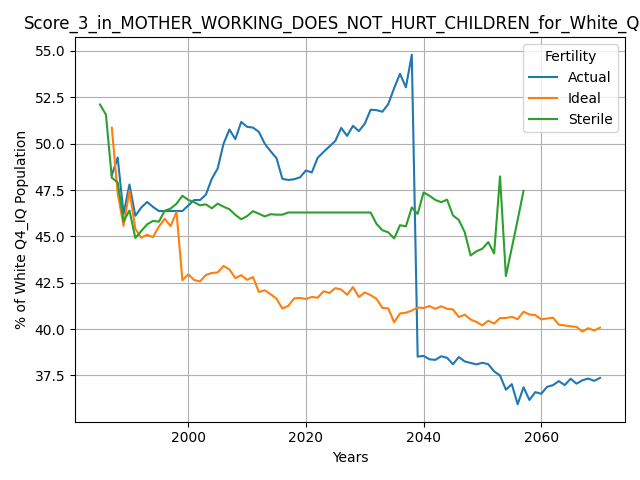 Score_3_in_MOTHER_WORKING_DOES_NOT_HURT_CHILDREN_for_White_Q
55.0
52.5
50.0
47.5
45.0
42.5
40.0
37.5
% of White Q4_IQ Population
Fertility
Actual
Ideal
Sterile
2000
2020
2040
2060
Years